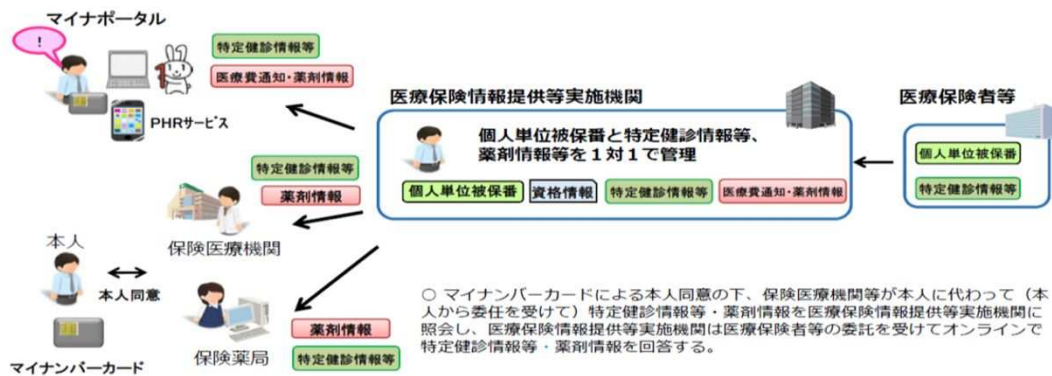 マイナポータル
!
特定健診情報等
医療費通知・薬剤情報
PHRサービス
医療保険情報提供等実施機関
個人単位被保番と特定健診情報等、
薬剤情報等を１対１で管理
個人単位被保番
資格情報
特定健診情報等
医療費通知・薬剤情報
医療保険者等
個人単位被保番
特定健診情報等
特定健診情報等
薬剤情報
保険医療機関
本人
本人同意
マイナンバーカード
薬剤情報
特定健診情報等
保険薬局
○ マイナンバーカードによる本人同意の下、保険医療機関等が本人に代わって（本
人から委任を受けて）特定健診情報等・薬剤情報を医療保険情報提供等実施機関に
照会し、医療保険情報提供等実施機関は医療保険者等の委託を受けてオンラインで
特定健診情報等・薬剤情報を回答する。